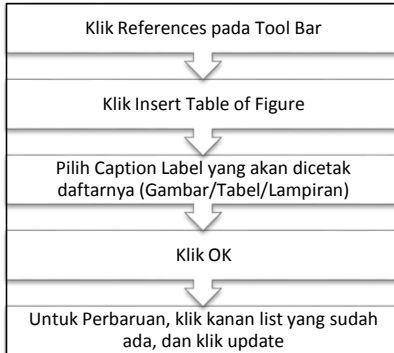 Klik References pada Tool Bar
Klik Insert Table of Figure
Pilih Caption Label yang akan dicetak
daftarnya (Gambar/Tabel/Lampiran)
Klik OK
Untuk Perbaruan, klik kanan list yang sudah
ada, dan klik update